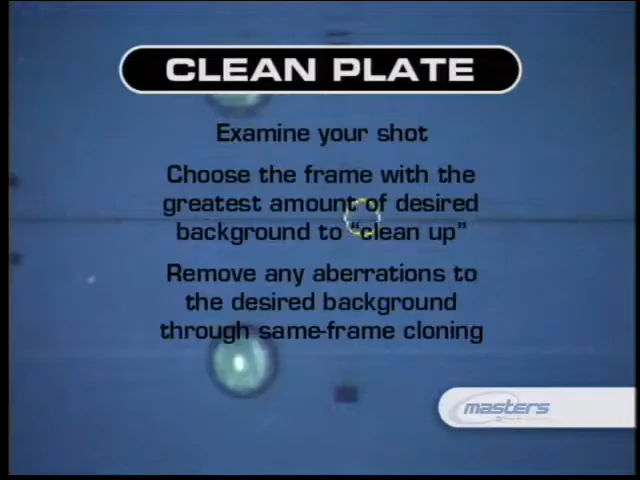 CLEAN PLATE
Examine your shot
Choose the frame with the
greatest amount of desired
background to “clean up”
Remove any aberrations to
the desired background
through same-frame cloning
masters